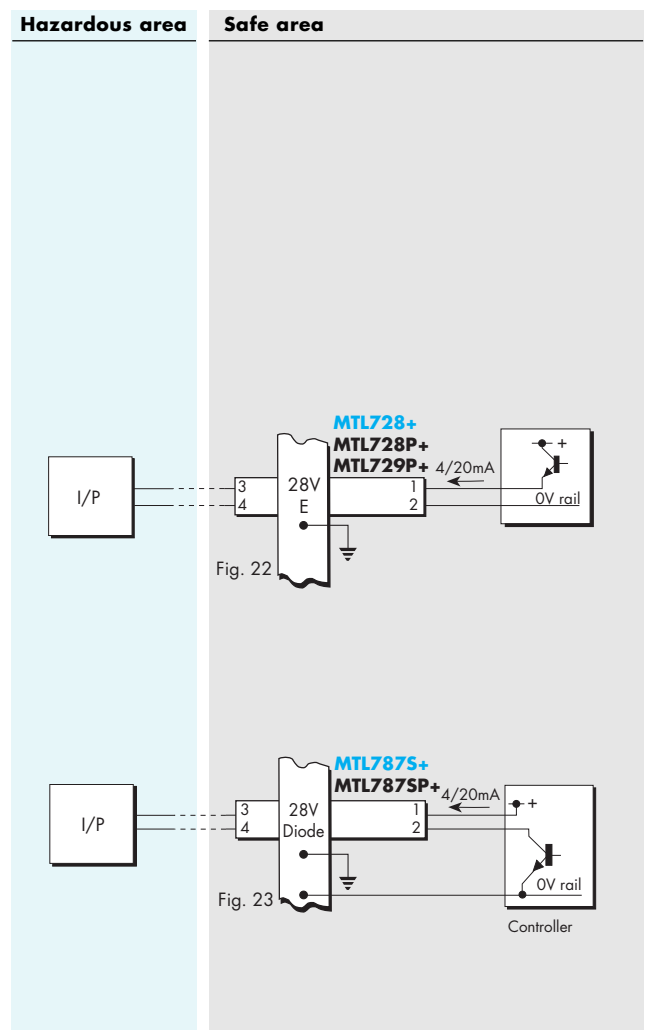 Hazardous area
Safe area
MTL728+
MTL728P+
MTL729P+
4/20mA
I/P
3
4
28V
E
1
2
+
0V rail
Fig. 22
MTL787S+
MTL787SP+
4/20mA
I/P
3
4
28V
Diode
1
2
+
0V rail
Fig. 23
Controller